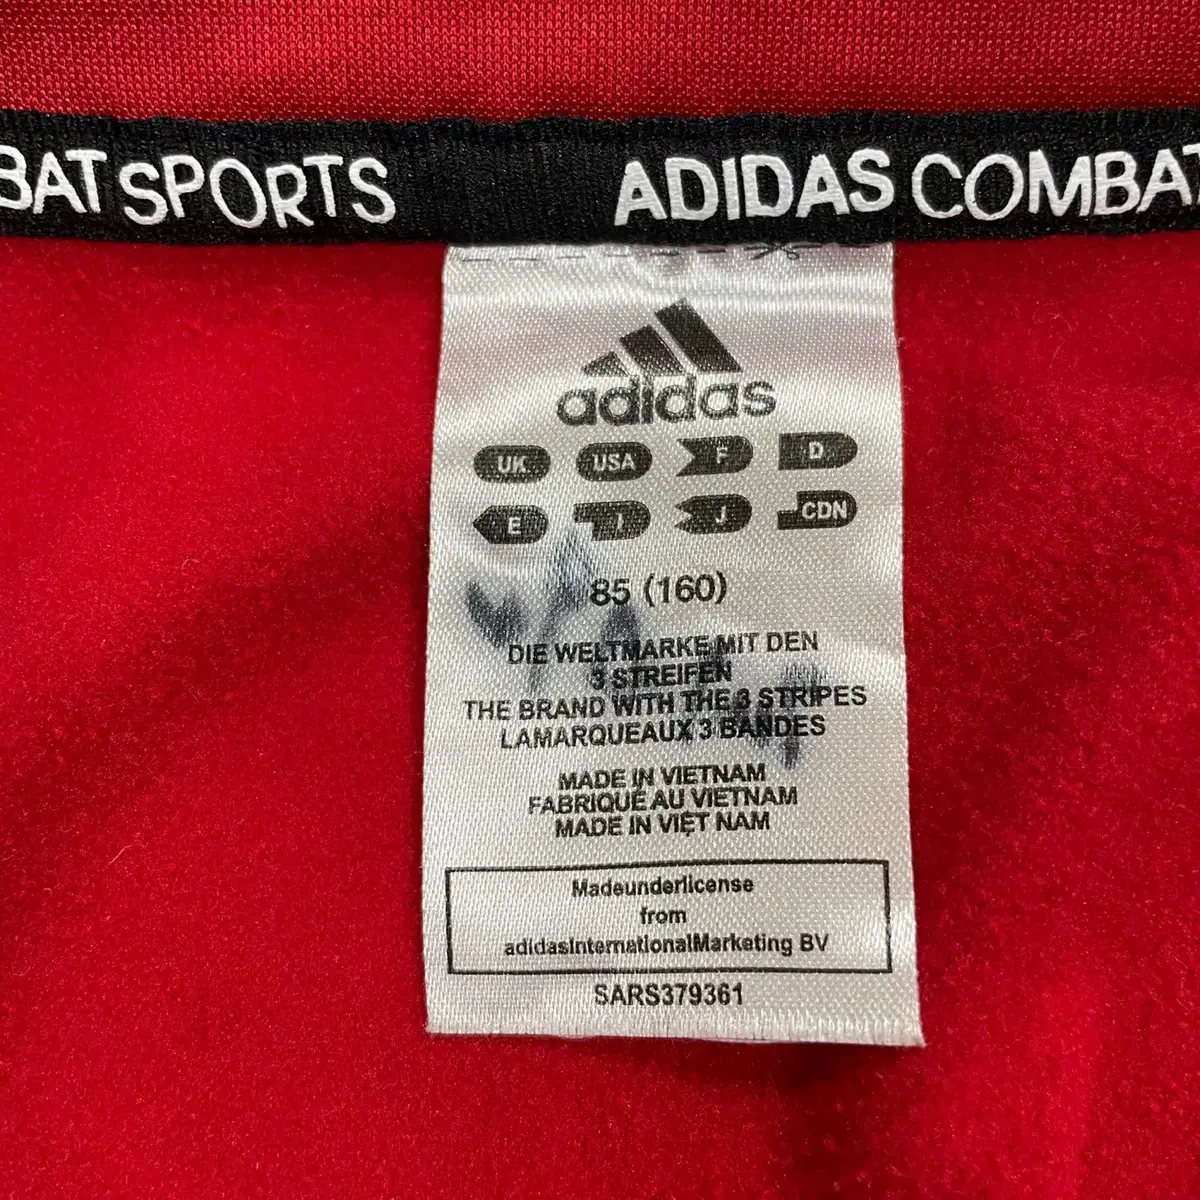 BAT SPORTS ADIDAS COMBAT
adidas
UK USA F D
E I J CDN
85 (160)
DIE WELTMARKE MIT DEN
3 STREIFEN
THE BRAND WITH THE 3 STRIPES
LAMARQUEAUX 3 BANDES
MADE IN VIETNAM
FABRIQUÉ AU VIETNAM
MADE IN VIỆT NAM
Madeunderlicense
from
adidasInternationalMarketing BV
SARS379361